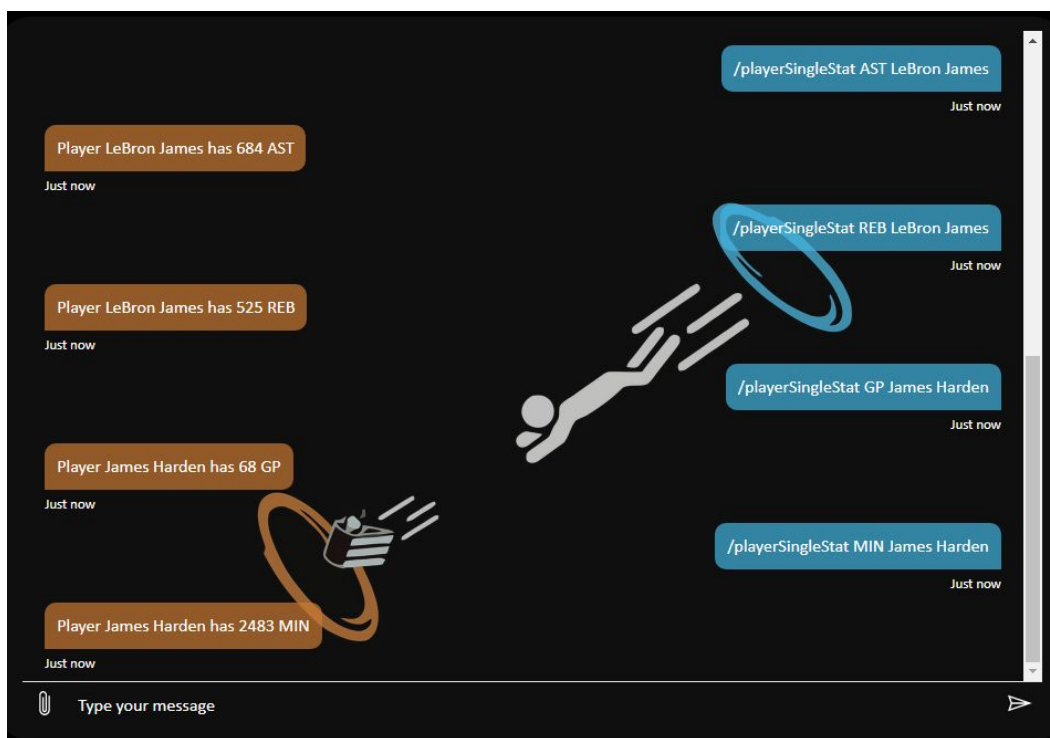 /playerSingleStat AST LeBron James
Just now
Player LeBron James has 684 AST
Just now
/playerSingleStat REB LeBron James
Just now
Player LeBron James has 525 REB
Just now
/playerSingleStat GP James Harden
Just now
Player James Harden has 68 GP
Just now
/playerSingleStat MIN James Harden
Just now
Player James Harden has 2483 MIN
Just now
Type your message